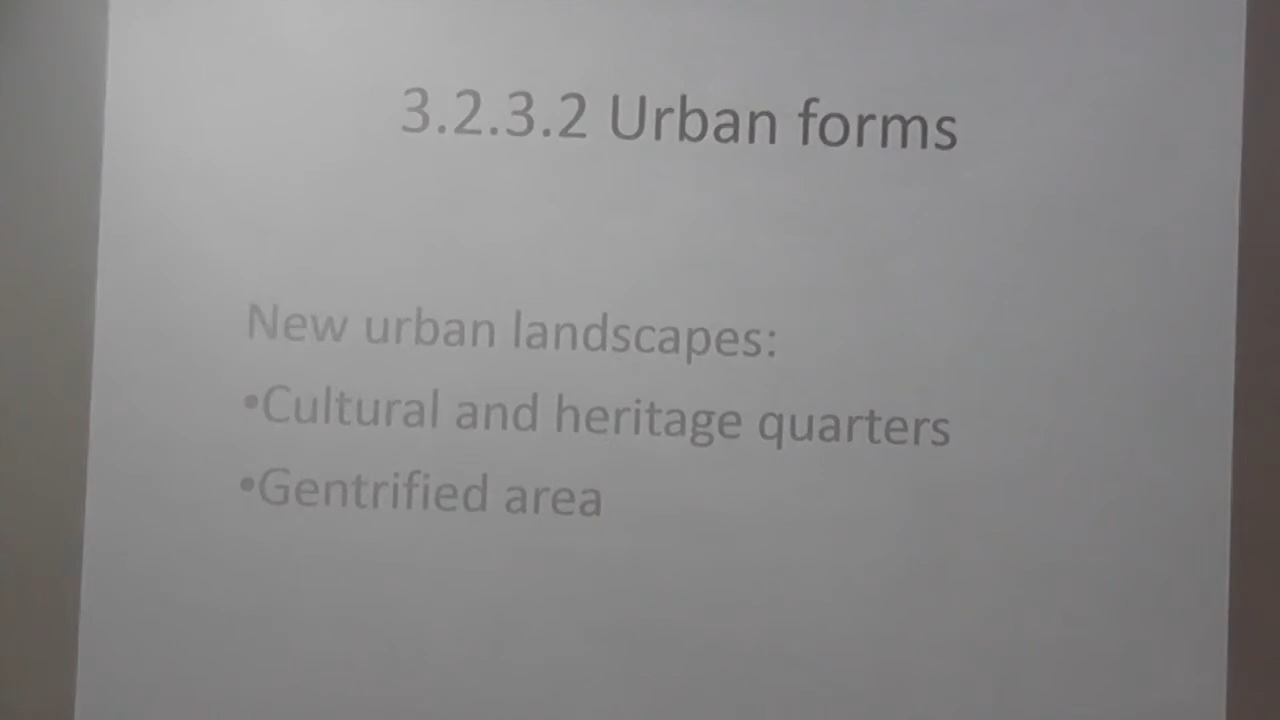 3.2.3.2 Urban forms
New urban landscapes:
•Cultural and heritage quarters
•Gentrified area